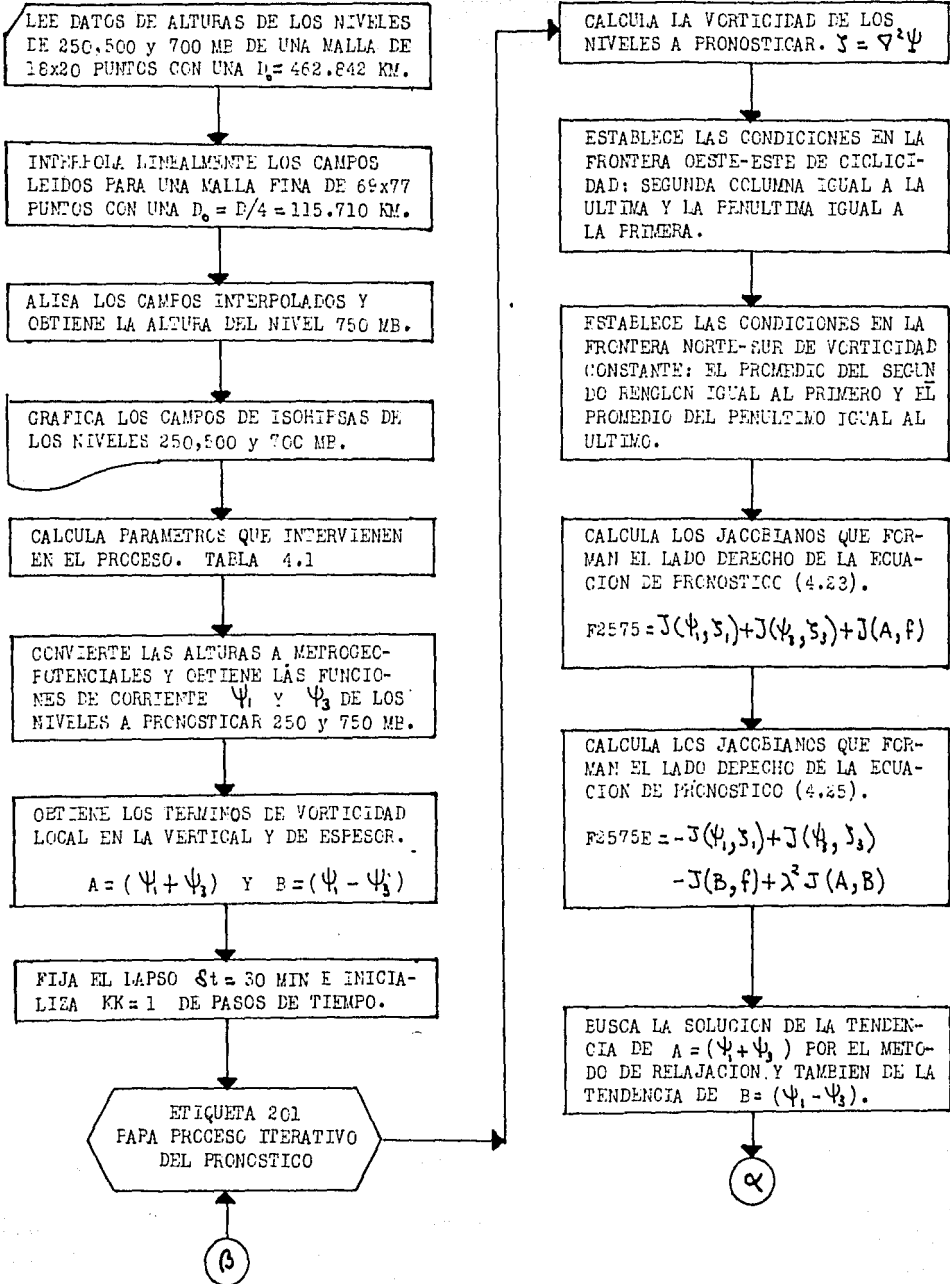 LEE DATOS DE ALTURAS DE LOS NIVELES
DE 250,500 y 700 MB DE UNA MALLA DE
18x20 PUNTOS CON UNA D₀= 462.842 KM.
INTERPOLA LINEALMENTE LOS CAMPOS
LEIDOS PARA UNA MALLA FINA DE 69x77
PUNTOS CON UNA D₀ = D/4 = 115.710 KM.
ALISA LOS CAMPOS INTERPOLADOS Y
OBTIENE LA ALTURA DEL NIVEL 750 MB.
GRAFICA LOS CAMPOS DE ISOHIPSAS DE
LOS NIVELES 250,500 y 700 MB.
CALCULA PARAMETROS QUE INTERVIENEN
EN EL PROCESO. TABLA 4.1
CONVIERTE LAS ALTURAS A METROGEO-
POTENCIALES Y OBTIENE LAS FUNCIO-
NES DE CORRIENTE Ψ₁ Y Ψ₃ DE LOS
NIVELES A PRONOSTICAR 250 y 750 MB.
OBTIENE LOS TERMINOS DE VORTICIDAD
LOCAL EN LA VERTICAL Y DE ESPESOR.
A = (Ψ₁ + Ψ₃) Y B = (Ψ₁ - Ψ₃)
FIJA EL LAPSO δt = 30 MIN E INICIA-
LIZA KK = 1 DE PASOS DE TIEMPO.
ETIQUETA 201
PARA PROCESO ITERATIVO
DEL PRONOSTICO
β
CALCULA LA VORTICIDAD DE LOS
NIVELES A PRONOSTICAR. ζ = ∇²Ψ
ESTABLECE LAS CONDICIONES EN LA
FRONTERA OESTE-ESTE DE CICLICI-
DAD: SEGUNDA COLUMNA IGUAL A LA
ULTIMA Y LA PENULTIMA IGUAL A
LA PRIMERA.
ESTABLECE LAS CONDICIONES EN LA
FRONTERA NORTE-SUR DE VORTICIDAD
CONSTANTE: EL PROMEDIO DEL SEGUN
DO RENGLON IGUAL AL PRIMERO Y EL
PROMEDIO DEL PENULTIMO IGUAL AL
ULTIMO.
CALCULA LOS JACOBIANOS QUE FOR-
MAN EL LADO DERECHO DE LA ECUA-
CION DE PRONOSTICO (4.23).
F2575 = J(Ψ₁,ζ₁)+J(Ψ₃,ζ₃)+J(A,f)
CALCULA LOS JACOBIANOS QUE FOR-
MAN EL LADO DERECHO DE LA ECUA-
CION DE PRONOSTICO (4.25).
F2575E = -J(Ψ₁,ζ₁)+J(Ψ₃,ζ₃)
-J(B,f)+λ²J(A,B)
BUSCA LA SOLUCION DE LA TENDEN-
CIA DE A = (Ψ₁+Ψ₃) POR EL METO-
DO DE RELAJACION, Y TAMBIEN DE LA
TENDENCIA DE B= (Ψ₁-Ψ₃).
α